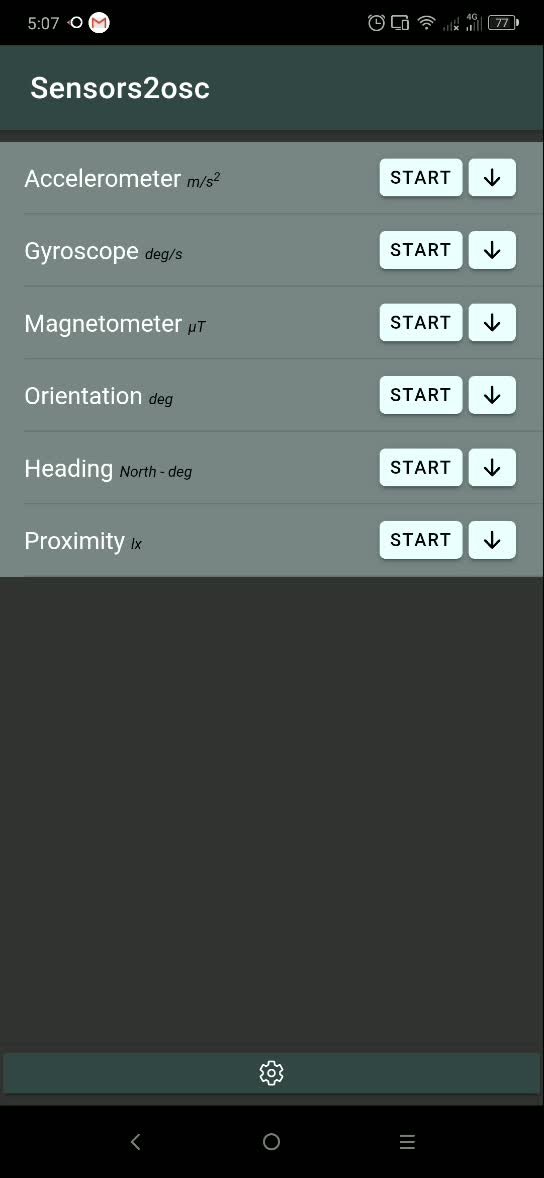 5:07 4G 77
Sensors2osc
Accelerometer m/s² START
Gyroscope deg/s START
Magnetometer μT START
Orientation deg START
Heading North - deg START
Proximity lx START